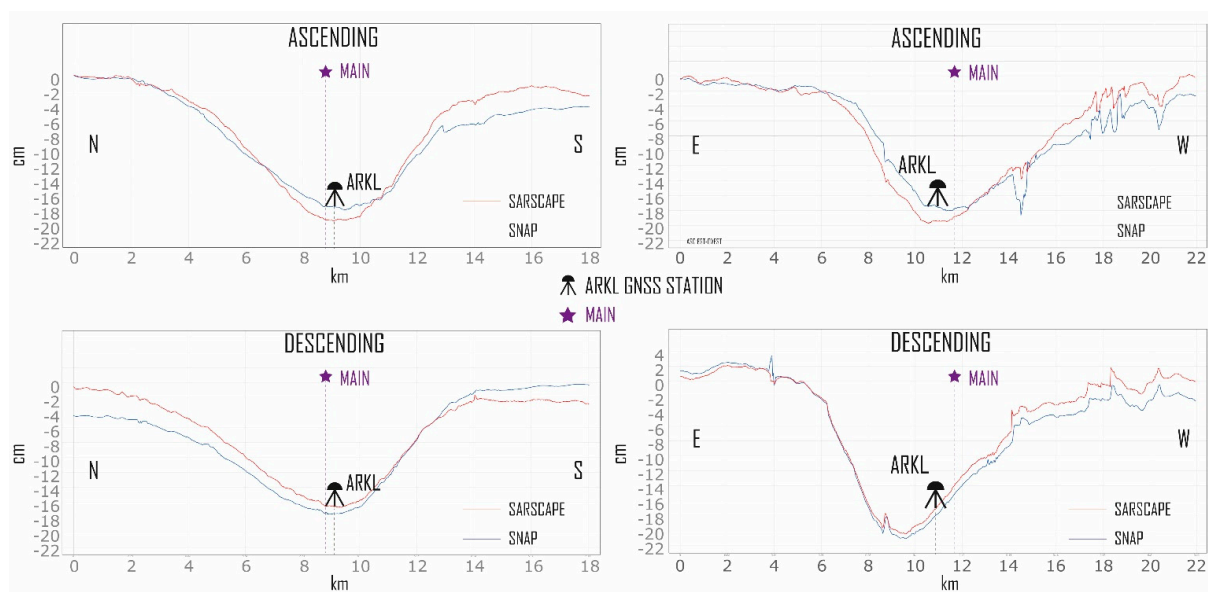 ASCENDING
MAIN
0
-2
-4
-6
-8
-10
-12
-14
-16
-18
-20
-22
cm
N
S
ARKL
SARSCAPE
SNAP
0 2 4 6 8 10 12 14 16 18
km
ASCENDING
MAIN
0
-2
-4
-6
-8
-10
-12
-14
-16
-18
-20
-22
cm
E
W
ARKL
SARSCAPE
SNAP
0 2 4 6 8 10 12 14 16 18 20 22
km
ARKL GNSS STATION
MAIN
DESCENDING
MAIN
0
-2
-4
-6
-8
-10
-12
-14
-16
-18
-20
-22
cm
N
S
ARKL
SARSCAPE
SNAP
0 2 4 6 8 10 12 14 16 18
km
DESCENDING
MAIN
4
2
0
-2
-4
-6
-8
-10
-12
-14
-16
-18
-20
-22
cm
E
W
ARKL
SARSCAPE
SNAP
0 2 4 6 8 10 12 14 16 18 20 22
km